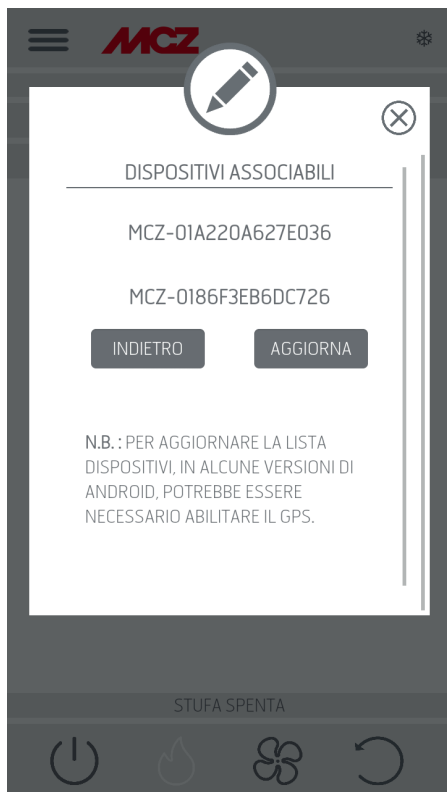 MCZ
DISPOSITIVI ASSOCIABILI
MCZ-01A220A627E036
MCZ-0186F3EB6DC726
INDIETRO
AGGIORNA
N.B. : PER AGGIORNARE LA LISTA
DISPOSITIVI, IN ALCUNE VERSIONI DI
ANDROID, POTREBBE ESSERE
NECESSARIO ABILITARE IL GPS.
STUFA SPENTA